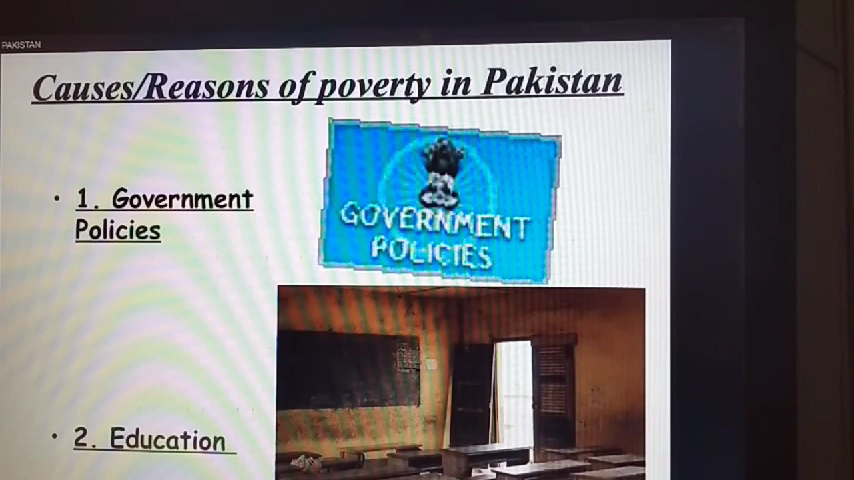 PAKISTAN
Causes/Reasons of poverty in Pakistan
• 1. Government
Policies
GOVERNMENT
POLICIES
• 2. Education